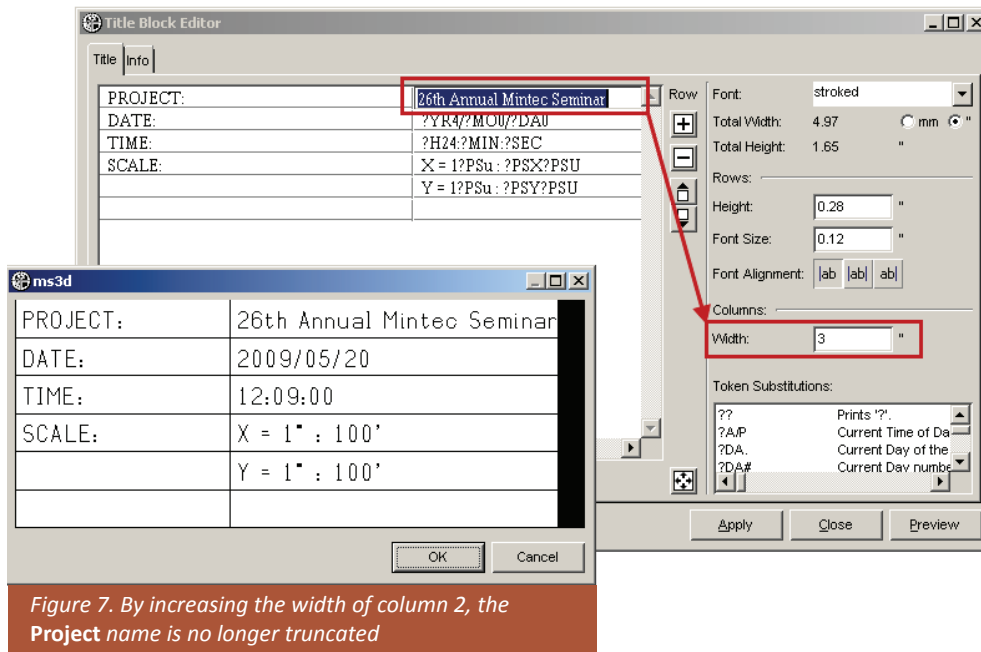 Title Block Editor
Title Info
PROJECT: 26th Annual Mintec Seminar
DATE: ?YR4/?MO0/?DA0
TIME: ?H24:?MIN:?SEC
SCALE: X = 1?PSu : ?PSX?PSU
Y = 1?PSu : ?PSY?PSU
Row
Font: stroked
Total Width: 4.97 mm "
Total Height: 1.65 "
Rows:
Height: 0.28 "
Font Size: 0.12 "
Font Alignment: |ab |ab| ab|
Columns:
Width: 3 "
Token Substitutions:
?? Prints '?'.
?A/P Current Time of Da
?DA. Current Day of the
?DA# Current Day numbe
Apply Close Preview
ms3d
PROJECT: 26th Annual Mintec Seminar
DATE: 2009/05/20
TIME: 12:09:00
SCALE: X = 1" : 100'
Y = 1" : 100'
OK Cancel
Figure 7. By increasing the width of column 2, the
Project name is no longer truncated